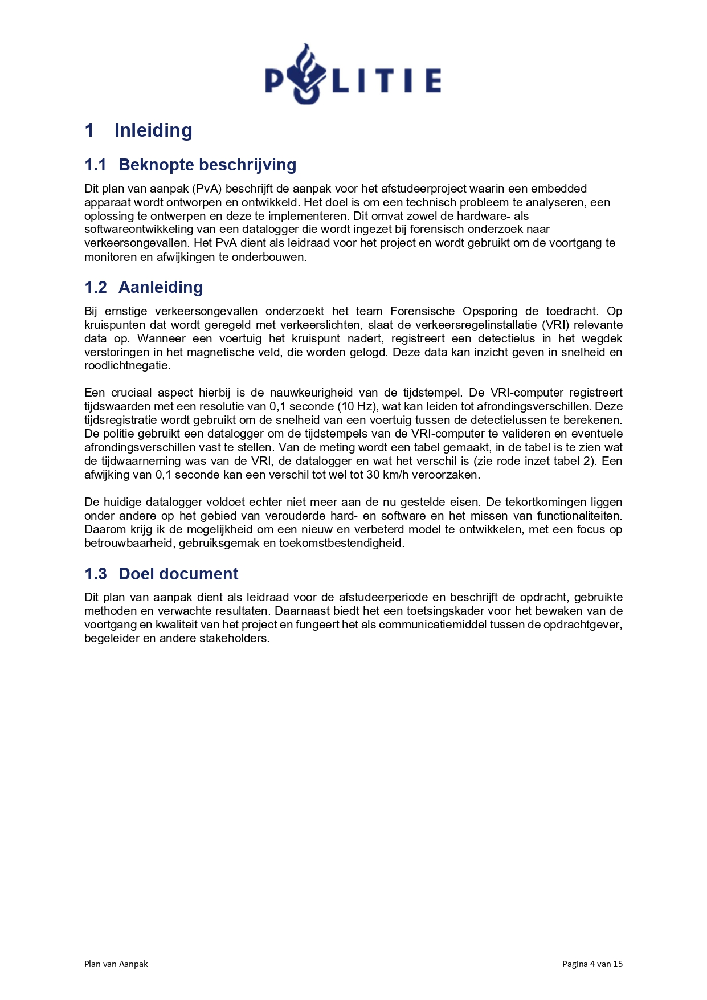 POLITIE
1 Inleiding
1.1 Beknopte beschrijving
Dit plan van aanpak (PvA) beschrijft de aanpak voor het afstudeerproject waarin een embedded
apparaat wordt ontworpen en ontwikkeld. Het doel is om een technisch probleem te analyseren, een
oplossing te ontwerpen en deze te implementeren. Dit omvat zowel de hardware- als
softwareontwikkeling van een datalogger die wordt ingezet bij forensisch onderzoek naar
verkeersongevallen. Het PvA dient als leidraad voor het project en wordt gebruikt om de voortgang te
monitoren en afwijkingen te onderbouwen.
1.2 Aanleiding
Bij ernstige verkeersongevallen onderzoekt het team Forensische Opsporing de toedracht. Op
kruispunten dat wordt geregeld met verkeerslichten, slaat de verkeersregelinstallatie (VRI) relevante
data op. Wanneer een voertuig het kruispunt nadert, registreert een detectielus in het wegdek
verstoringen in het magnetische veld, die worden gelogd. Deze data kan inzicht geven in snelheid en
roodlichtnegatie.
Een cruciaal aspect hierbij is de nauwkeurigheid van de tijdstempel. De VRI-computer registreert
tijdswaarden met een resolutie van 0,1 seconde (10 Hz), wat kan leiden tot afrondingsverschillen. Deze
tijdsregistratie wordt gebruikt om de snelheid van een voertuig tussen de detectielussen te berekenen.
De politie gebruikt een datalogger om de tijdstempels van de VRI-computer te valideren en eventuele
afrondingsverschillen vast te stellen. Van de meting wordt een tabel gemaakt, in de tabel is te zien wat
de tijdwaarneming was van de VRI, de datalogger en wat het verschil is (zie rode inzet tabel 2). Een
afwijking van 0,1 seconde kan een verschil tot wel tot 30 km/h veroorzaken.
De huidige datalogger voldoet echter niet meer aan de nu gestelde eisen. De tekortkomingen liggen
onder andere op het gebied van verouderde hard- en software en het missen van functionaliteiten.
Daarom krijg ik de mogelijkheid om een nieuw en verbeterd model te ontwikkelen, met een focus op
betrouwbaarheid, gebruiksgemak en toekomstbestendigheid.
1.3 Doel document
Dit plan van aanpak dient als leidraad voor de afstudeerperiode en beschrijft de opdracht, gebruikte
methoden en verwachte resultaten. Daarnaast biedt het een toetsingskader voor het bewaken van de
voortgang en kwaliteit van het project en fungeert het als communicatiemiddel tussen de opdrachtgever,
begeleider en andere stakeholders.
Plan van Aanpak Pagina 4 van 15